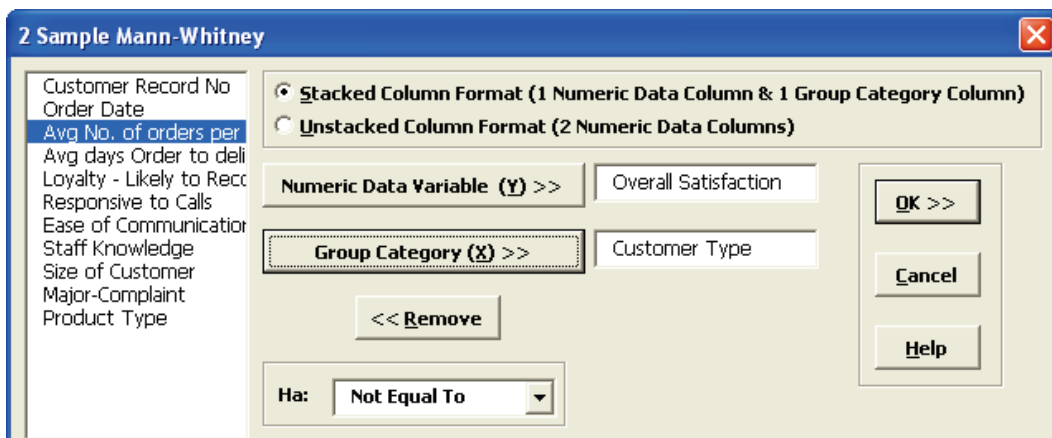 2 Sample Mann-Whitney
Customer Record No
Order Date
Avg No. of orders per
Avg days Order to deli
Loyalty - Likely to Reco
Responsive to Calls
Ease of Communication
Staff Knowledge
Size of Customer
Major-Complaint
Product Type
Stacked Column Format (1 Numeric Data Column & 1 Group Category Column)
Unstacked Column Format (2 Numeric Data Columns)
Numeric Data Variable (Y) >>
Overall Satisfaction
Group Category (X) >>
Customer Type
<< Remove
Ha:
Not Equal To
OK >>
Cancel
Help